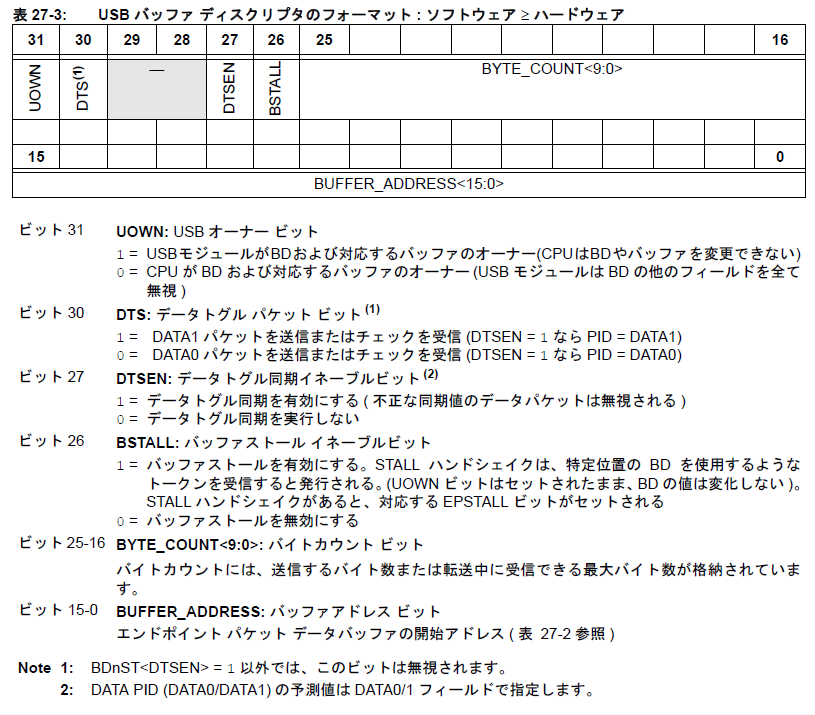 表 27-3: USB バッファ ディスクリプタのフォーマット : ソフトウェア ≥ ハードウェア
31 30 29 28 27 26 25 16
UOWN DTS(1) — DTSEN BSTALL BYTE_COUNT<9:0>
15 0
BUFFER_ADDRESS<15:0>
ビット 31 UOWN: USB オーナー ビット
1 = USBモジュールがBDおよび対応するバッファのオーナー(CPUはBDやバッファを変更できない)
0 = CPU が BD および対応するバッファのオーナー (USB モジュールは BD の他のフィールドを全て
無視 )
ビット 30 DTS: データトグル パケット ビット (1)
1 = DATA1 パケットを送信またはチェックを受信 (DTSEN = 1 なら PID = DATA1)
0 = DATA0 パケットを送信またはチェックを受信 (DTSEN = 1 なら PID = DATA0)
ビット 27 DTSEN: データトグル同期イネーブルビット (2)
1 = データトグル同期を有効にする ( 不正な同期値のデータパケットは無視される )
0 = データトグル同期を実行しない
ビット 26 BSTALL: バッファストール イネーブルビット
1 = バッファストールを有効にする。STALL ハンドシェイクは、特定位置の BD を使用するような
トークンを受信すると発行される。(UOWN ビットはセットされたまま、BD の値は変化しない )。
STALL ハンドシェイクがあると、対応する EPSTALL ビットがセットされる
0 = バッファストールを無効にする
ビット 25-16 BYTE_COUNT<9:0>: バイトカウント ビット
バイトカウントには、送信するバイト数または転送中に受信できる最大バイト数が格納されていま
す。
ビット 15-0 BUFFER_ADDRESS: バッファアドレス ビット
エンドポイント パケット データバッファの開始アドレス ( 表 27-2 参照 )
Note 1: BDnST<DTSEN> = 1 以外では、このビットは無視されます。
2: DATA PID (DATA0/DATA1) の予測値は DATA0/1 フィールドで指定します。